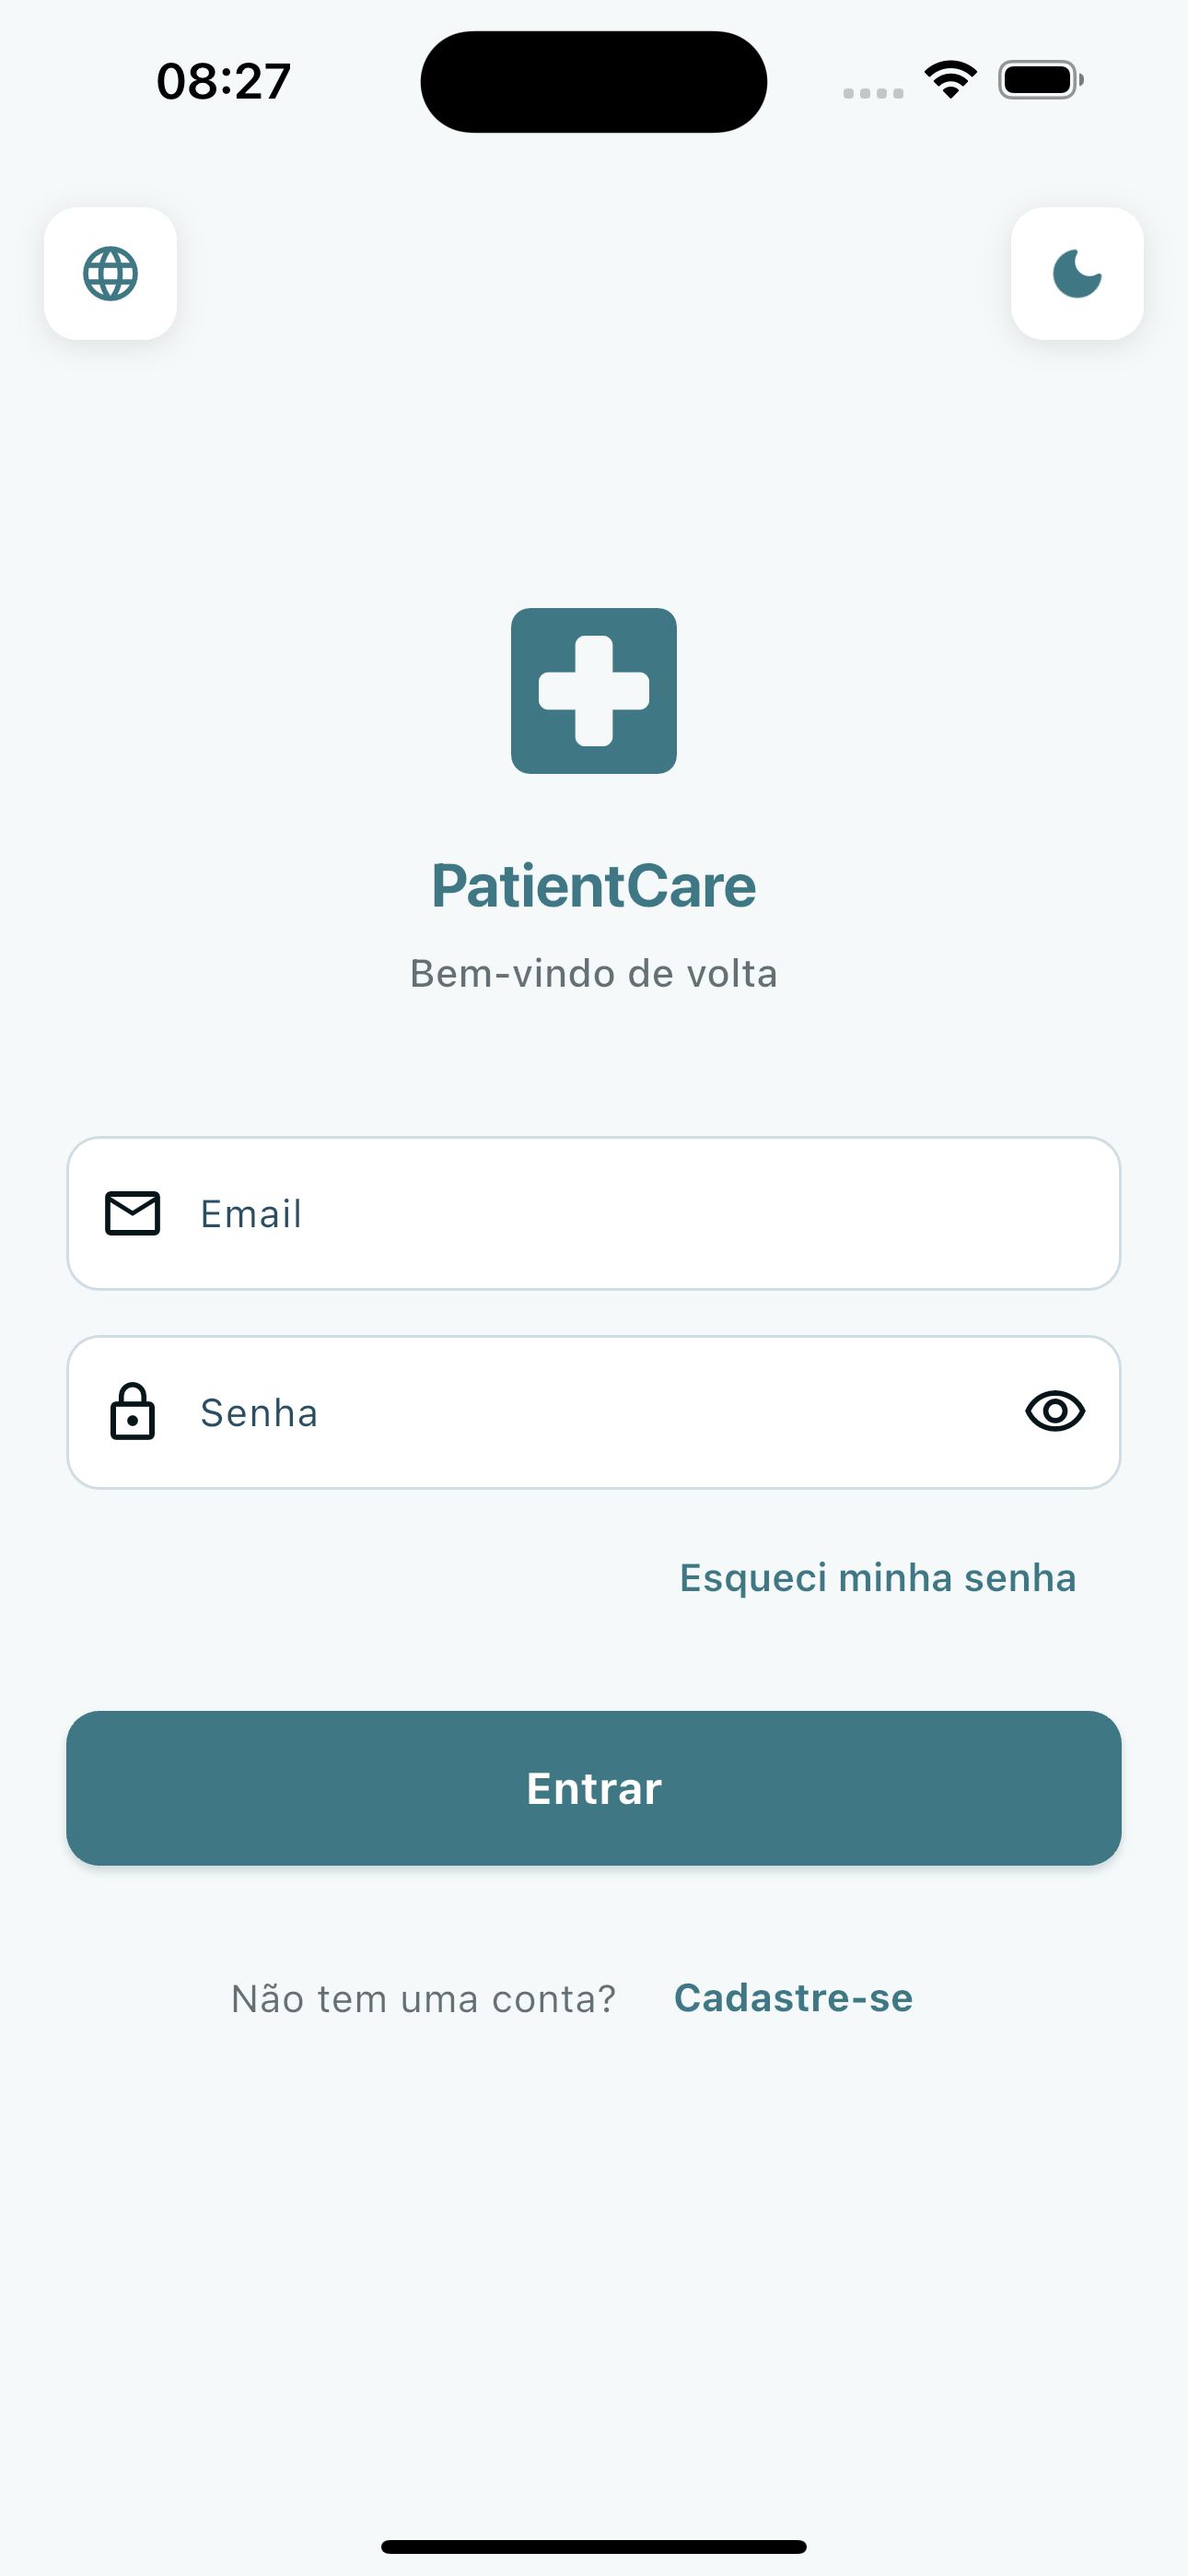 08:27
PatientCare
Bem-vindo de volta
Email
Senha
Esqueci minha senha
Entrar
Não tem uma conta? Cadastre-se